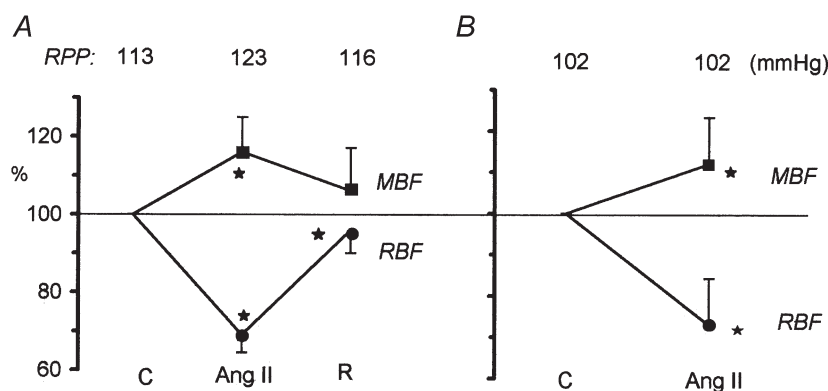 A
B
RPP: 113 123 116
102 102 (mmHg)
120
%
100
80
60
MBF
RBF
MBF
RBF
C Ang II R
C Ang II